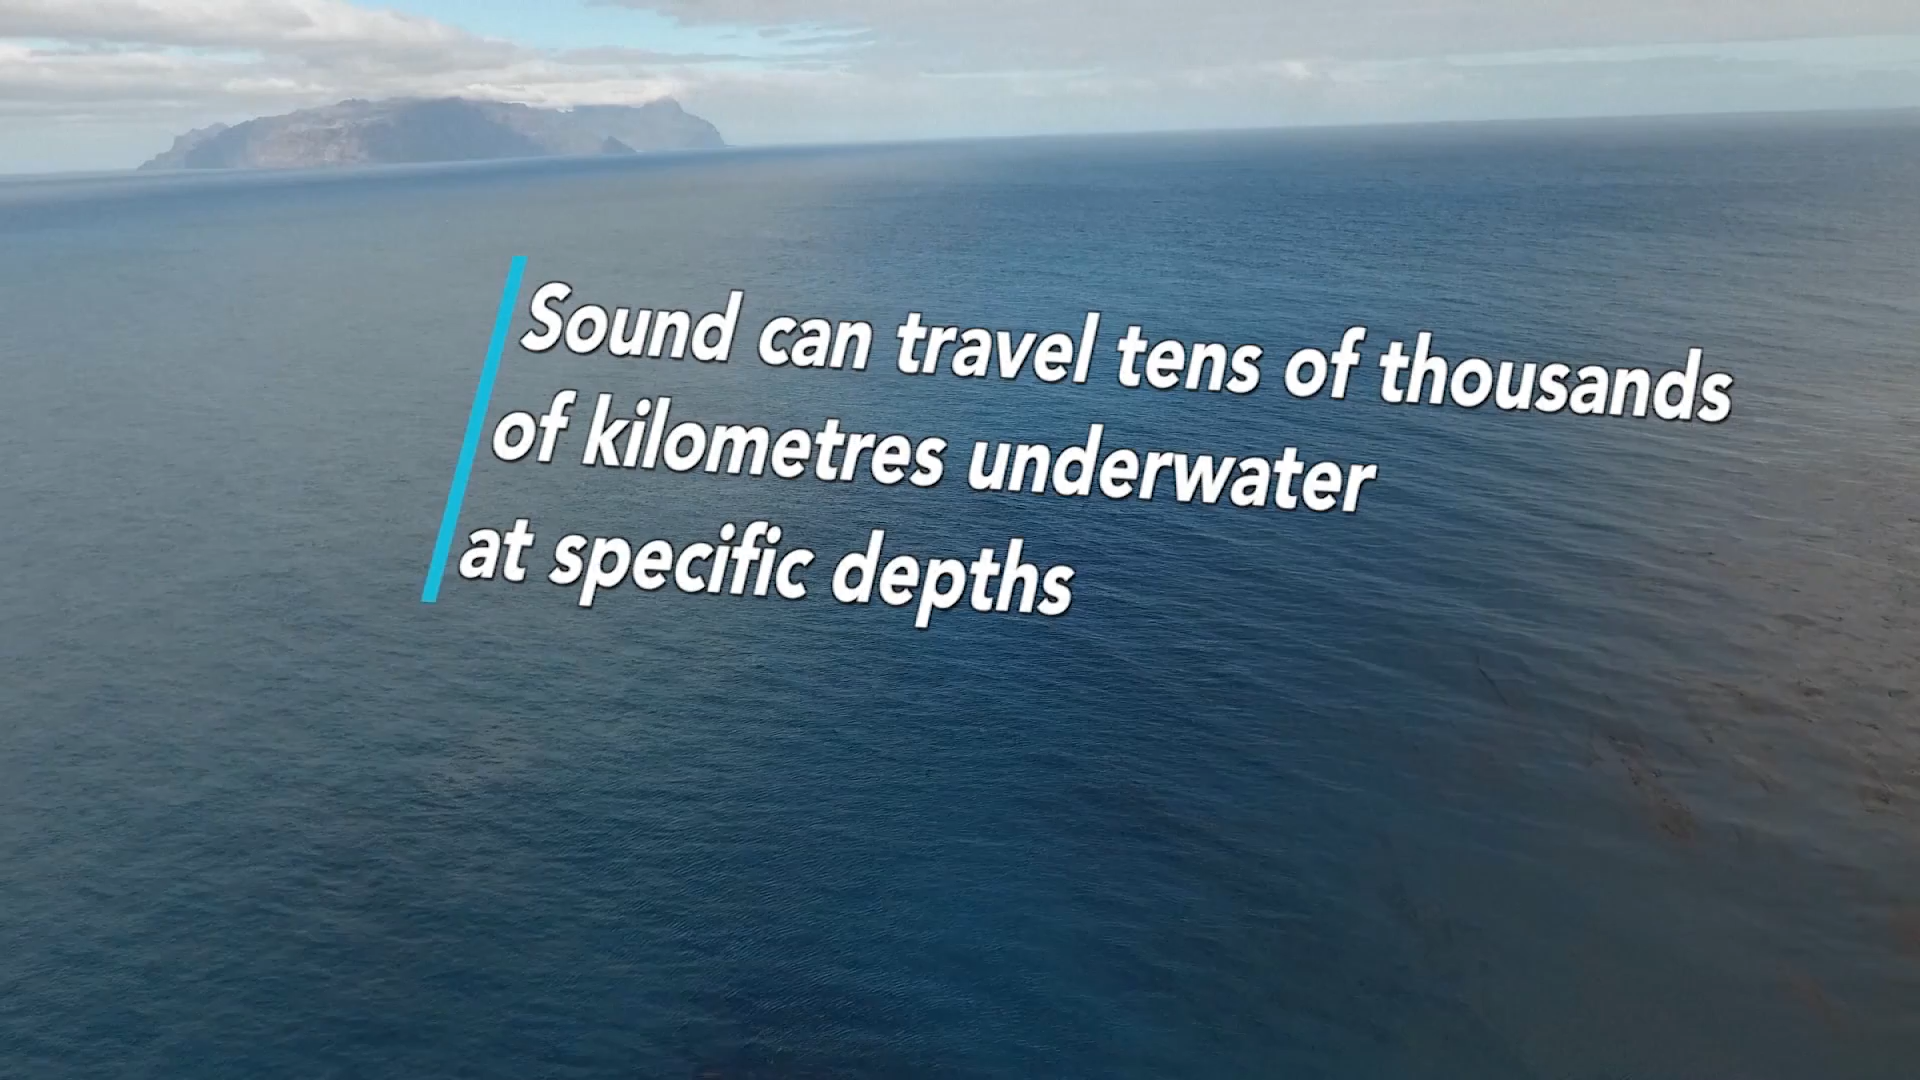 Sound can travel tens of thousands
of kilometres underwater
at specific depths